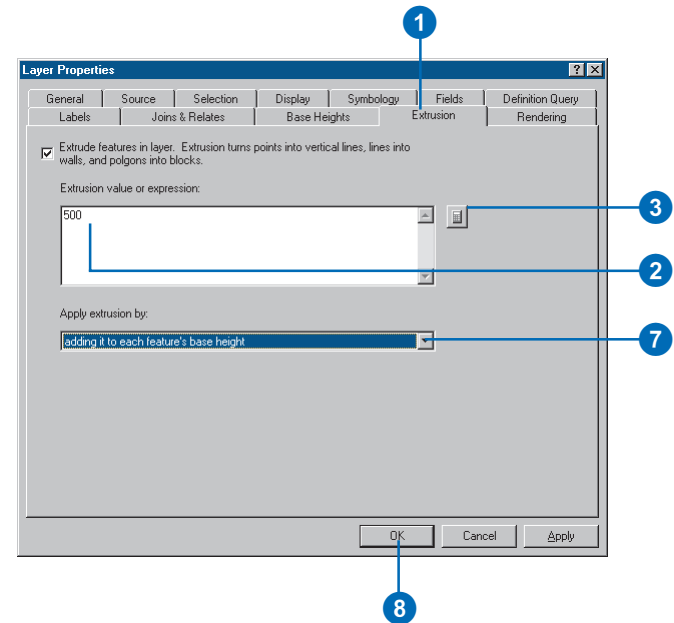 1
Layer Properties
General Source Selection Display Symbology Fields Definition Query
Labels Joins & Relates Base Heights Extrusion Rendering
Extrude features in layer. Extrusion turns points into vertical lines, lines into
walls, and polgons into blocks.
Extrusion value or expression:
500
3
2
Apply extrusion by:
adding it to each feature's base height
7
OK Cancel Apply
8